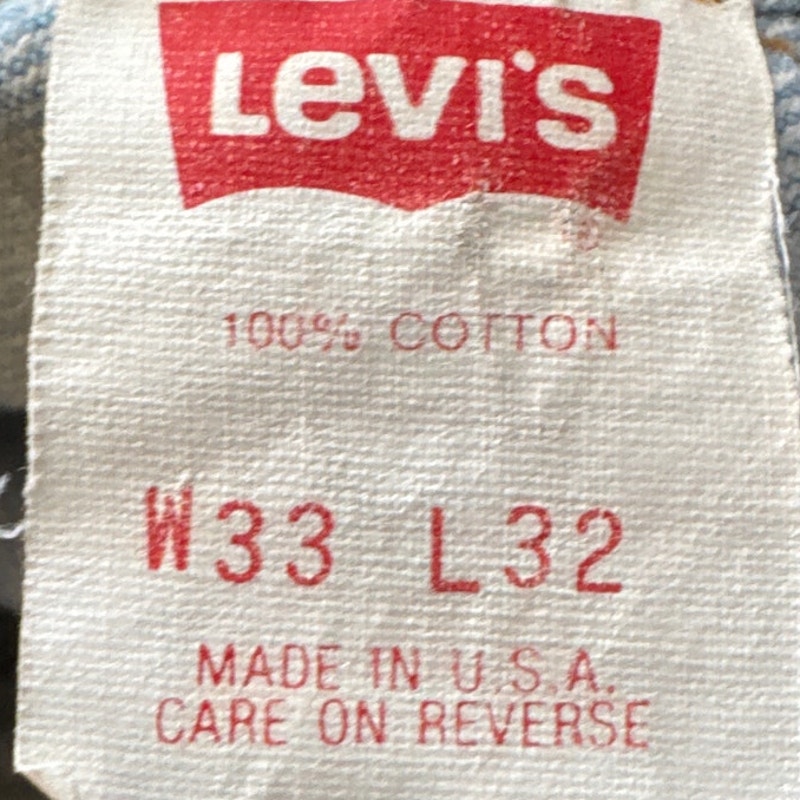 Levi's
100% COTTON
W33 L32
MADE IN U.S.A.
CARE ON REVERSE